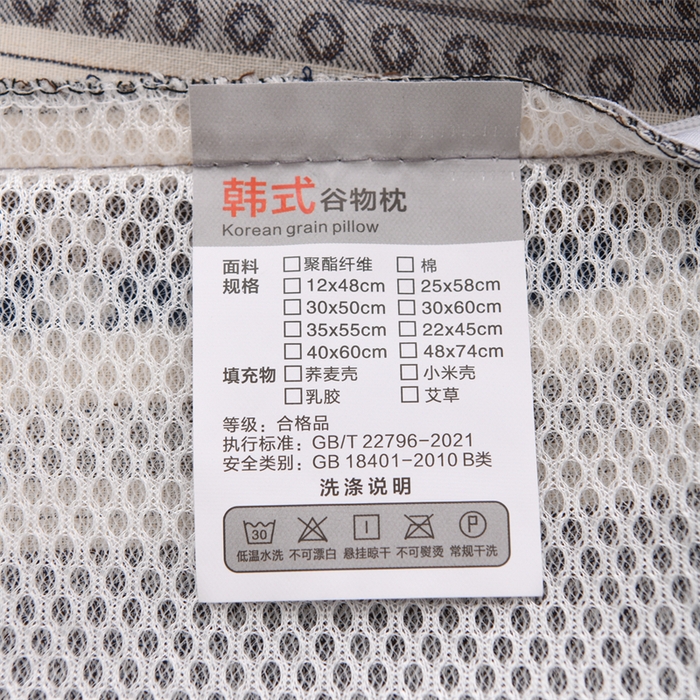 韩式谷物枕
Korean grain pillow
面料 □聚酯纤维 □棉
规格 □12x48cm □25x58cm
□30x50cm □30x60cm
□35x55cm □22x45cm
□40x60cm □48x74cm
填充物 □荞麦壳 □小米壳
□乳胶 □艾草
等级：合格品
执行标准：GB/T 22796-2021
安全类别：GB 18401-2010 B类
洗涤说明
30 P
低温水洗 不可漂白 悬挂晾干 不可熨烫 常规干洗